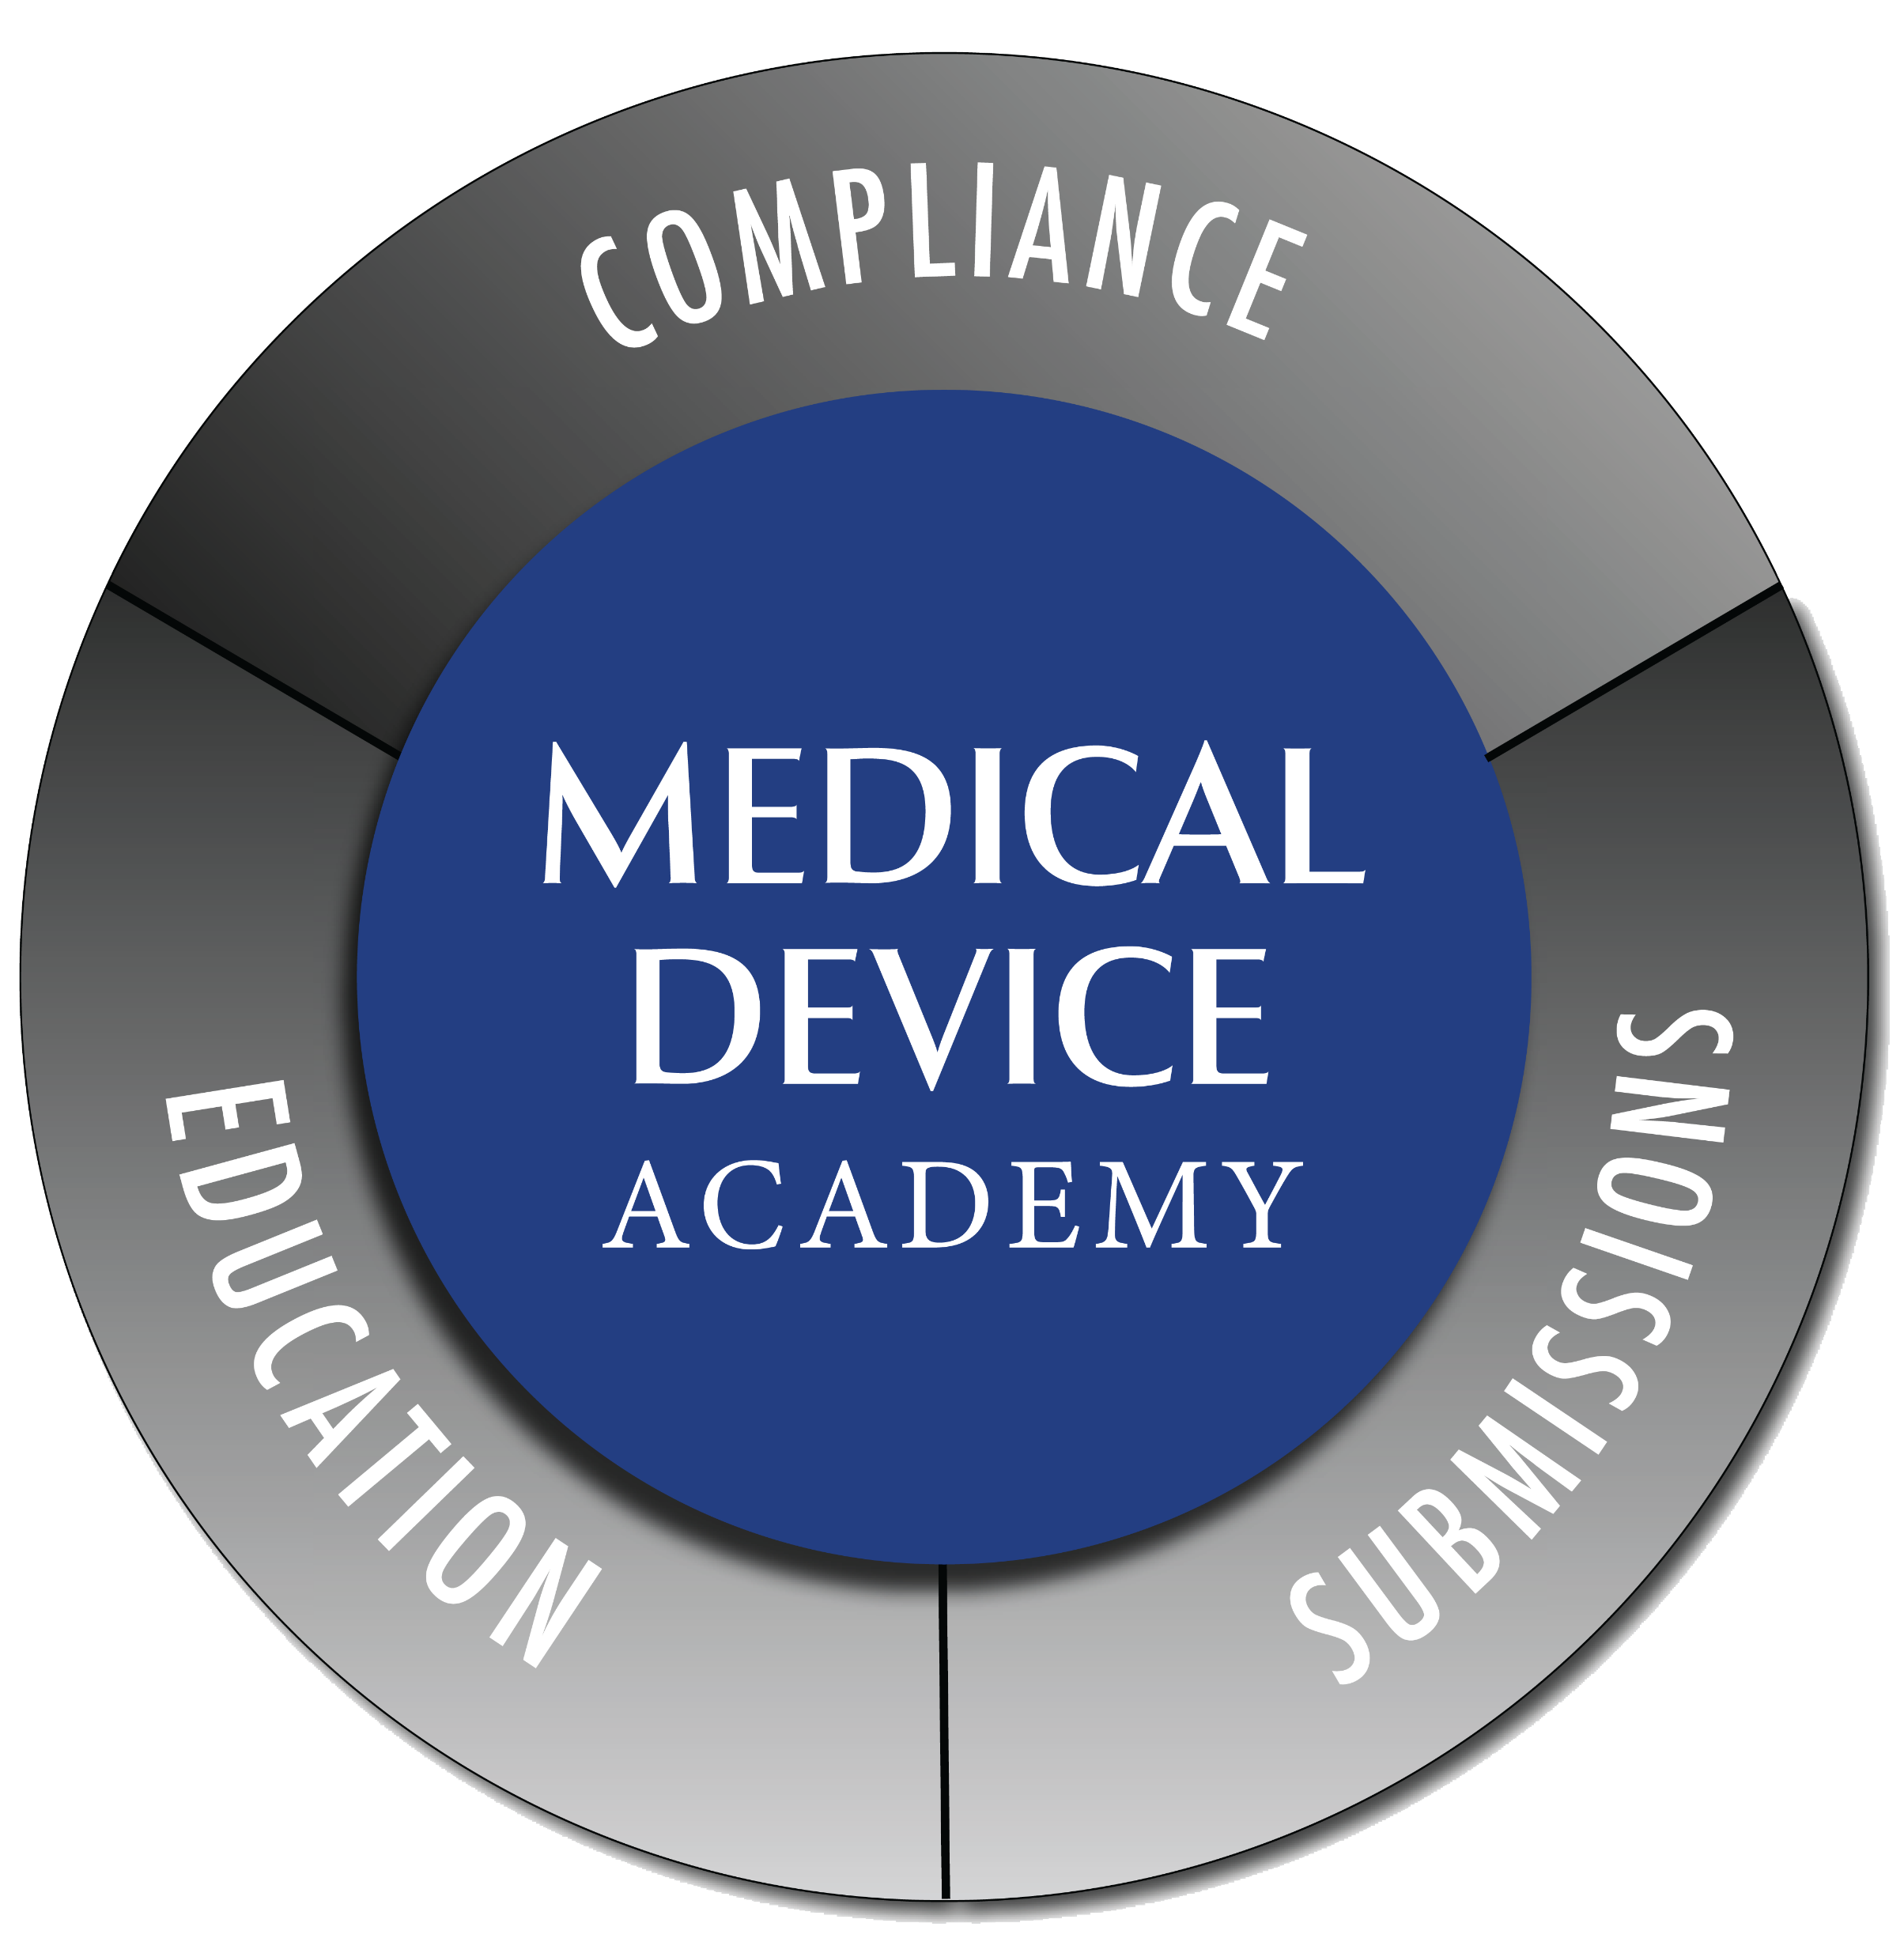 COMPLIANCE
MEDICAL
DEVICE
ACADEMY
EDUCATION
SUBMISSIONS